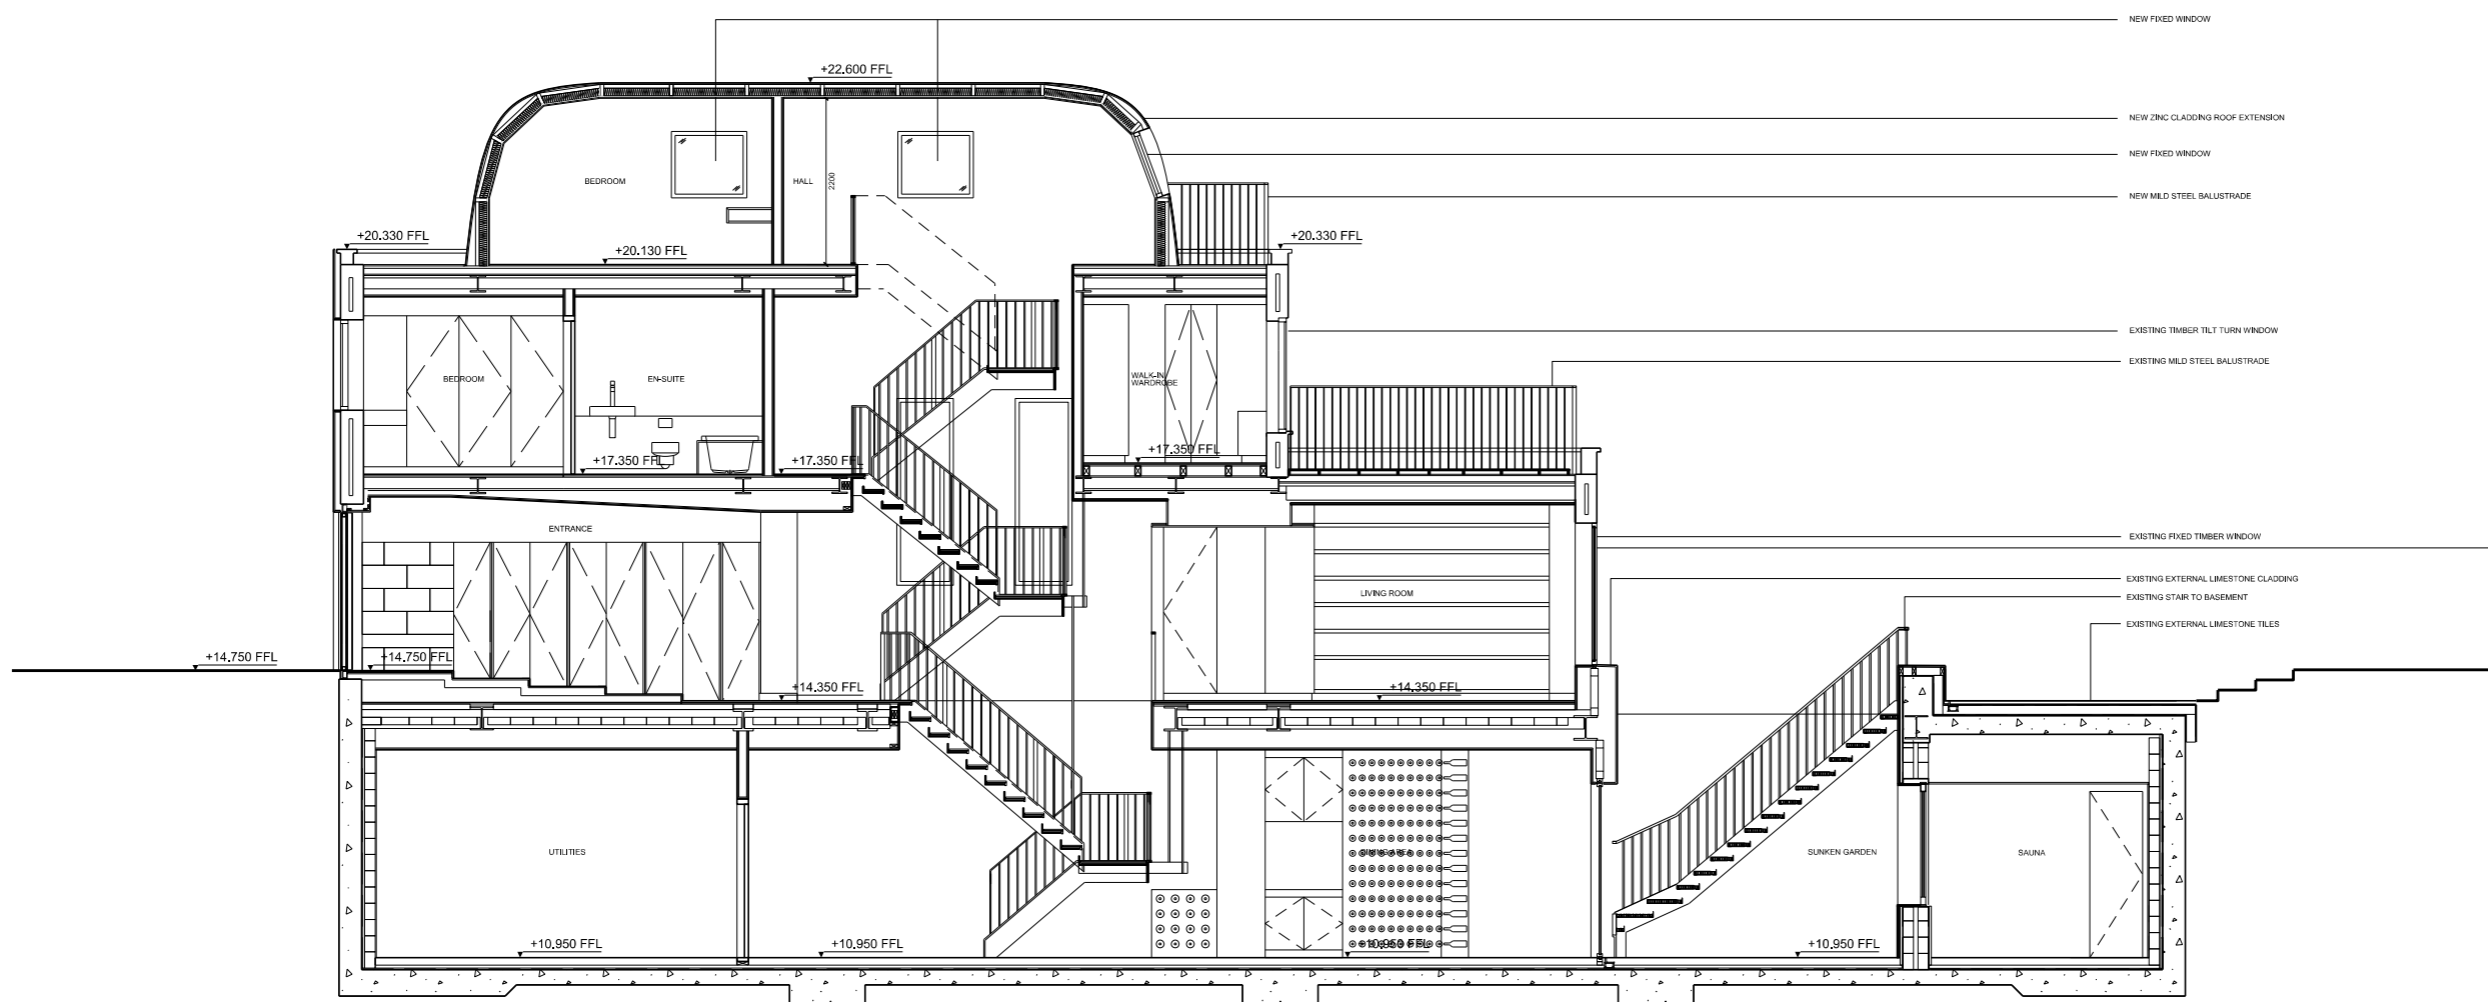 NEW FIXED WINDOW
+22.600 FFL
NEW ZINC CLADDING ROOF EXTENSION
NEW FIXED WINDOW
BEDROOM
HALL
2200
NEW MILD STEEL BALUSTRADE
+20.330 FFL
+20.130 FFL
+20.330 FFL
EXISTING TIMBER TILT TURN WINDOW
EXISTING MILD STEEL BALUSTRADE
BEDROOM
EN-SUITE
WALK-IN
WARDROBE
+17.350 FFL
+17.350 FFL
+17.350 FFL
ENTRANCE
EXISTING FIXED TIMBER WINDOW
EXISTING EXTERNAL LIMESTONE CLADDING
LIVING ROOM
EXISTING STAIR TO BASEMENT
EXISTING EXTERNAL LIMESTONE TILES
+14.750 FFL
+14.750 FFL
+14.350 FFL
+14.350 FFL
UTILITIES
DINING AREA
SUNKEN GARDEN
SAUNA
+10.950 FFL
+10.950 FFL
+10.950 FFL
+10.950 FFL